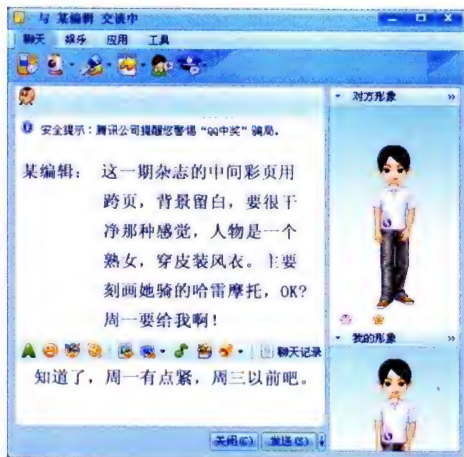 与 某编辑 交谈中
聊天 娱乐 应用 工具
安全提示：腾讯公司提醒您警惕“QQ中奖”骗局。
对方形象 »
某编辑： 这一期杂志的中间彩页用
跨页，背景留白，要很干
净那种感觉，人物是一个
熟女，穿皮装风衣。主要
刻画她骑的哈雷摩托，OK?
周一要给我啊！
我的形象 »
聊天记录
知道了，周一有点紧，周三以前吧。
关闭(C) 发送(S)